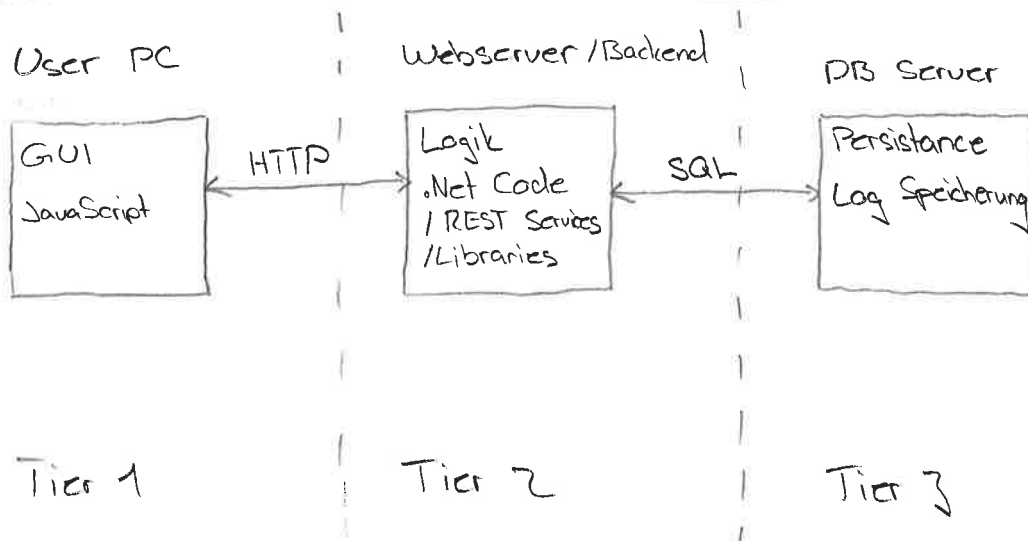 User PC
Webserver / Backend
DB Server
GUI
JavaScript
HTTP
Logik
.Net Code
/ REST Services
/Libraries
SQL
Persistance
Log Speicherung
Tier 1
Tier 2
Tier 3